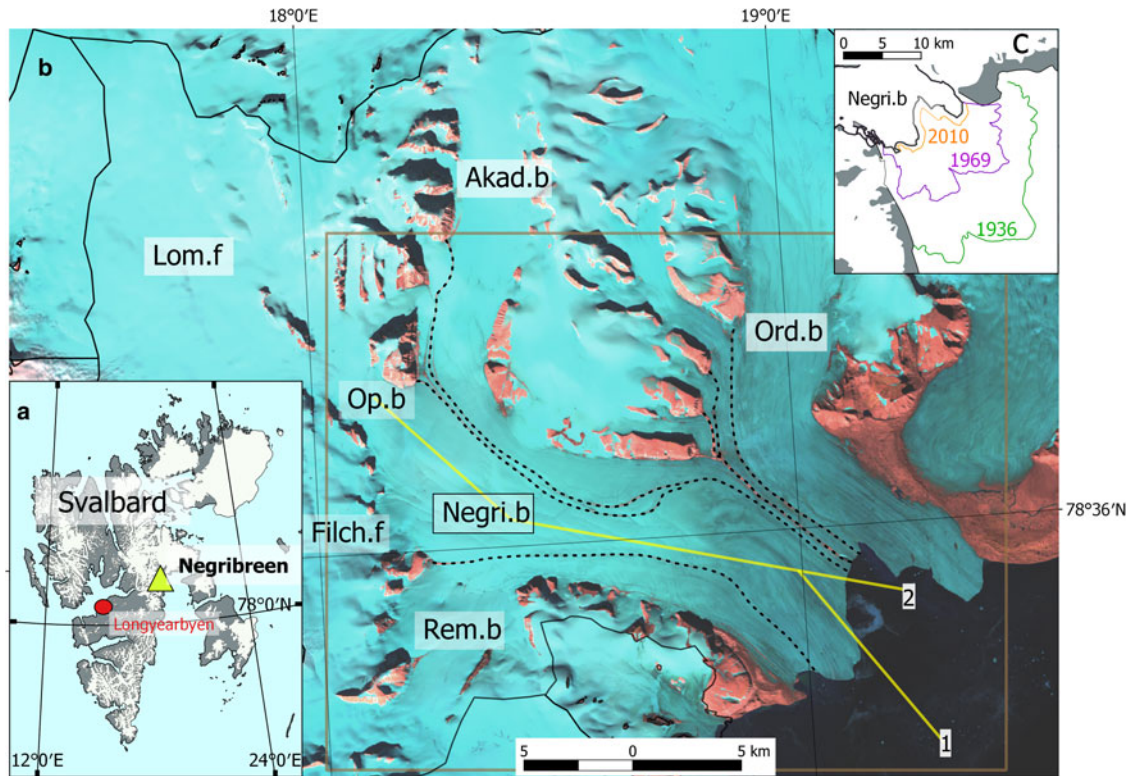 18°0′E
19°0′E
b
C
0 5 10 km
Negri.b
2010
1969
1936
Akad.b
Lom.f
Ord.b
Op.b
a
Svalbard
Negribreen
Negri.b
78°36′N
Filch.f
78°0′N
Longyearbyen
2
Rem.b
1
12°0′E
24°0′E
5 0 5 km